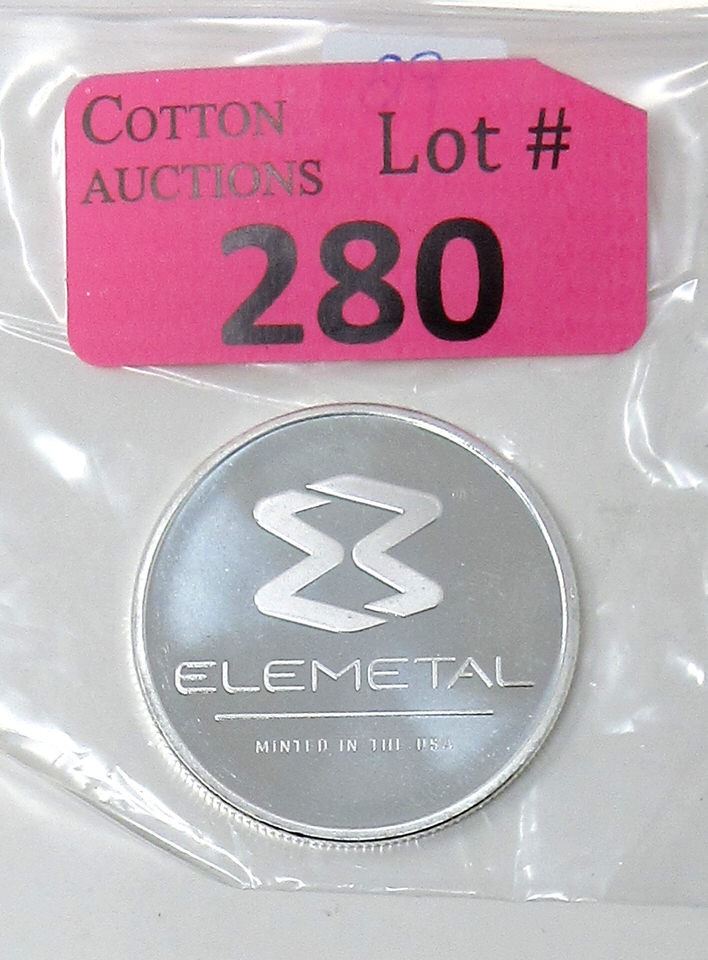 COTTON
AUCTIONS
Lot #
280
ELEMETAL
MINTED IN THE USA